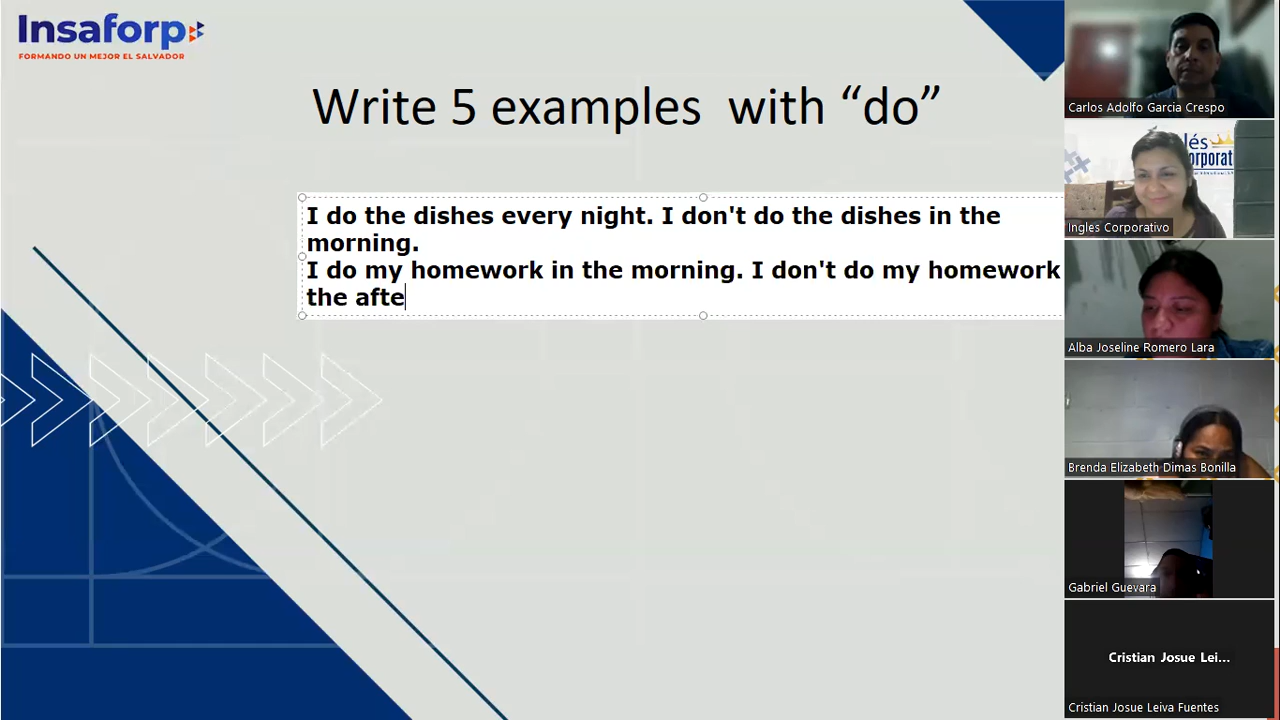 Insaforp
FORMANDO UN MEJOR EL SALVADOR
Write 5 examples with “do”
I do the dishes every night. I don't do the dishes in the
morning.
I do my homework in the morning. I don't do my homework
the afte
Carlos Adolfo Garcia Crespo
lés
orporat
Ingles Corporativo
Alba Joseline Romero Lara
Brenda Elizabeth Dimas Bonilla
Gabriel Guevara
Cristian Josue Lei...
Cristian Josue Leiva Fuentes